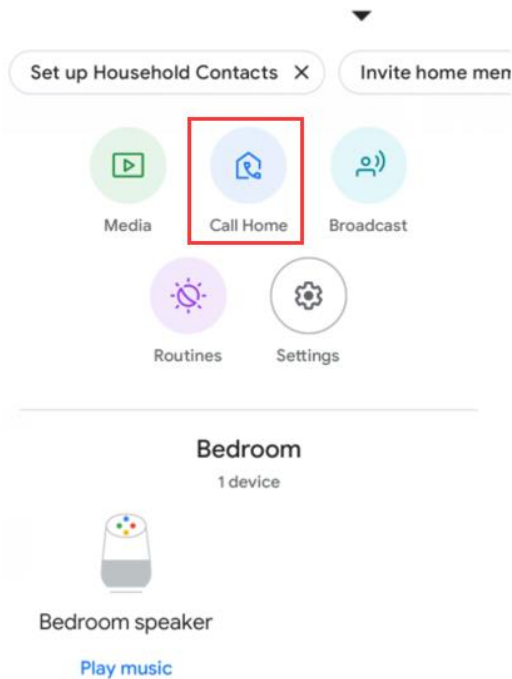 Set up Household Contacts ×
Invite home mem
Media
Call Home
Broadcast
Routines
Settings
Bedroom
1 device
Bedroom speaker
Play music